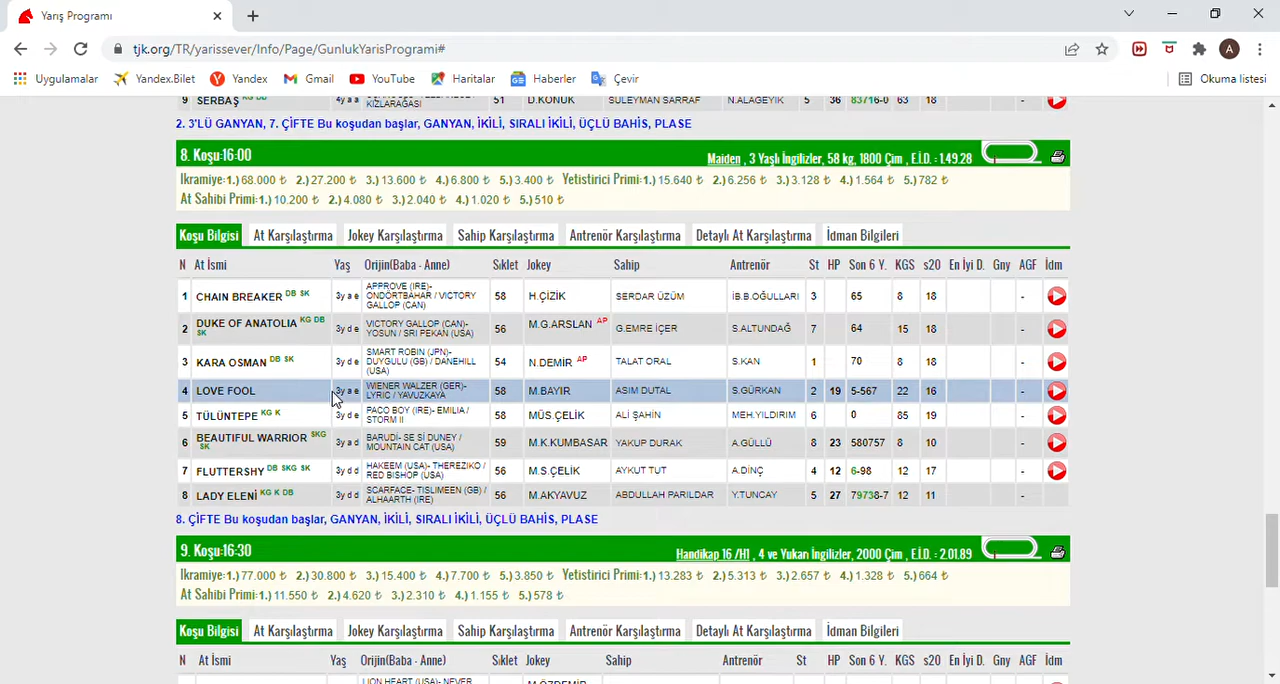 Yarış Programı
tjk.org/TR/yarissever/Info/Page/GunlukYarisProgrami#
A
Uygulamalar Yandex.Bilet Yandex Gmail YouTube Haritalar Haberler Çevir Okuma listesi
9 SERBAŞ KG DB 4y a a KIZLARAĞASI 51 D.KONUK SÜLEYMAN SARRAF N.ALAGEYİK 5 36 83716-0 63 18 -
2. 3'LÜ GANYAN, 7. ÇİFTE Bu koşudan başlar, GANYAN, İKİLİ, SIRALI İKİLİ, ÜÇLÜ BAHİS, PLASE
8. Koşu:16:00 Maiden , 3 Yaşlı İngilizler, 58 kg, 1800 Çim , E.İ.D. : 1.49.28
Ikramiye:1.) 68.000 ₺ 2.) 27.200 ₺ 3.) 13.600 ₺ 4.) 6.800 ₺ 5.) 3.400 ₺ Yetistirici Primi:1.) 15.640 ₺ 2.) 6.256 ₺ 3.) 3.128 ₺ 4.) 1.564 ₺ 5.) 782 ₺
At Sahibi Primi:1.) 10.200 ₺ 2.) 4.080 ₺ 3.) 2.040 ₺ 4.) 1.020 ₺ 5.) 510 ₺
Koşu Bilgisi At Karşılaştırma Jokey Karşılaştırma Sahip Karşılaştırma Antrenör Karşılaştırma Detaylı At Karşılaştırma İdman Bilgileri
N At İsmi Yaş Orijin(Baba - Anne) Sıklet Jokey Sahip Antrenör St HP Son 6 Y. KGS s20 En İyi D. Gny AGF İdm
1 CHAIN BREAKER DB SK 3y a e APPROVE (IRE)- ONDÖRTBAHAR / VICTORY GALLOP (CAN) 58 H.ÇİZİK SERDAR ÜZÜM İB.B.OĞULLARI 3 65 8 18 -
2 DUKE OF ANATOLIA KG DB SK 3y d e VICTORY GALLOP (CAN)- YOSUN / SRI PEKAN (USA) 56 M.G.ARSLAN AP G.EMRE İÇER S.ALTUNDAĞ 7 64 15 18 -
3 KARA OSMAN DB SK 3y d e SMART ROBIN (JPN)- DUYGULU (GB) / DANEHILL (USA) 54 N.DEMİR AP TALAT ORAL S.KAN 1 70 8 18 -
4 LOVE FOOL 3y a e WIENER WALZER (GER)- LYRIC / YAVUZKAYA 58 M.BAYIR ASIM DUTAL S.GÜRKAN 2 19 5-567 22 16 -
5 TÜLÜNTEPE KG K 3y d e PACO BOY (IRE)- EMILIA / STORM II 58 MÜS.ÇELİK ALİ ŞAHİN MEH.YILDIRIM 6 0 85 19 -
6 BEAUTIFUL WARRIOR SKG SK 3y a d BARUDİ- SE Sİ DUNEY / MOUNTAIN CAT (USA) 59 M.K.KUMBASAR YAKUP DURAK A.GÜLLÜ 8 23 580757 8 10 -
7 FLUTTERSHY DB SKG SK 3y d d HAKEEM (USA)- THEREZIKO / RED BISHOP (USA) 56 M.S.ÇELİK AYKUT TUT A.DİNÇ 4 12 6-98 12 17 -
8 LADY ELENİ KG K DB 3y d d SCARFACE- TISLIMEEN (GB) / ALHAARTH (IRE) 56 M.AKYAVUZ ABDULLAH PARILDAR Y.TUNCAY 5 27 79738-7 12 11 -
8. ÇİFTE Bu koşudan başlar, GANYAN, İKİLİ, SIRALI İKİLİ, ÜÇLÜ BAHİS, PLASE
9. Koşu:16:30 Handikap 16 /H1 , 4 ve Yukarı İngilizler, 2000 Çim , E.İ.D. : 2.01.89
Ikramiye:1.) 77.000 ₺ 2.) 30.800 ₺ 3.) 15.400 ₺ 4.) 7.700 ₺ 5.) 3.850 ₺ Yetistirici Primi:1.) 13.283 ₺ 2.) 5.313 ₺ 3.) 2.657 ₺ 4.) 1.328 ₺ 5.) 664 ₺
At Sahibi Primi:1.) 11.550 ₺ 2.) 4.620 ₺ 3.) 2.310 ₺ 4.) 1.155 ₺ 5.) 578 ₺
Koşu Bilgisi At Karşılaştırma Jokey Karşılaştırma Sahip Karşılaştırma Antrenör Karşılaştırma Detaylı At Karşılaştırma İdman Bilgileri
N At İsmi Yaş Orijin(Baba - Anne) Sıklet Jokey Sahip Antrenör St HP Son 6 Y. KGS s20 En İyi D. Gny AGF İdm
LION HEART (USA)- NEVER